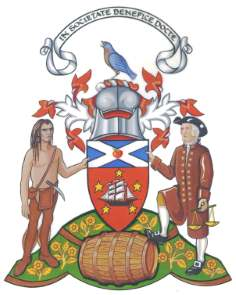 IN SOCIETATE BENEFICE DOCTE